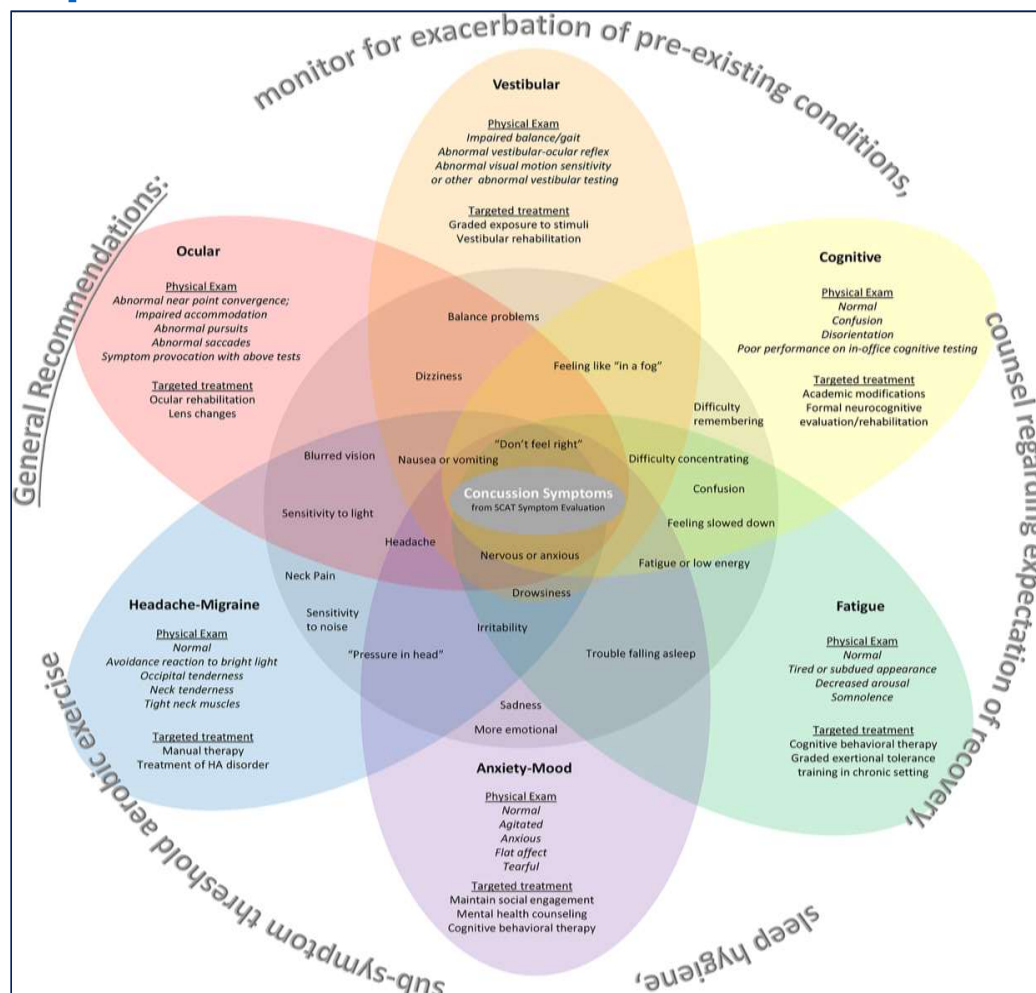 General Recommendations:
monitor for exacerbation of pre-existing conditions,
counsel regarding expectation of recovery,
sleep hygiene,
sub-symptom threshold aerobic exercise
Vestibular
Physical Exam
Impaired balance/gait
Abnormal vestibular-ocular reflex
Abnormal visual motion sensitivity
or other abnormal vestibular testing
Targeted treatment
Graded exposure to stimuli
Vestibular rehabilitation
Ocular
Physical Exam
Abnormal near point convergence;
Impaired accommodation
Abnormal pursuits
Abnormal saccades
Symptom provocation with above tests
Targeted treatment
Ocular rehabilitation
Lens changes
Cognitive
Physical Exam
Normal
Confusion
Disorientation
Poor performance on in-office cognitive testing
Targeted treatment
Academic modifications
Formal neurocognitive
evaluation/rehabilitation
Balance problems
Dizziness
Feeling like "in a fog"
Difficulty
remembering
"Don't feel right"
Blurred vision
Nausea or vomiting
Difficulty concentrating
Concussion Symptoms
from SCAT Symptom Evaluation
Confusion
Sensitivity to light
Feeling slowed down
Headache
Nervous or anxious
Fatigue or low energy
Neck Pain
Drowsiness
Sensitivity
to noise
Irritability
"Pressure in head"
Trouble falling asleep
Sadness
More emotional
Headache-Migraine
Physical Exam
Normal
Avoidance reaction to bright light
Occipital tenderness
Neck tenderness
Tight neck muscles
Targeted treatment
Manual therapy
Treatment of HA disorder
Fatigue
Physical Exam
Normal
Tired or subdued appearance
Decreased arousal
Somnolence
Targeted treatment
Cognitive behavioral therapy
Graded exertional tolerance
training in chronic setting
Anxiety-Mood
Physical Exam
Normal
Agitated
Anxious
Flat affect
Tearful
Targeted treatment
Maintain social engagement
Mental health counseling
Cognitive behavioral therapy